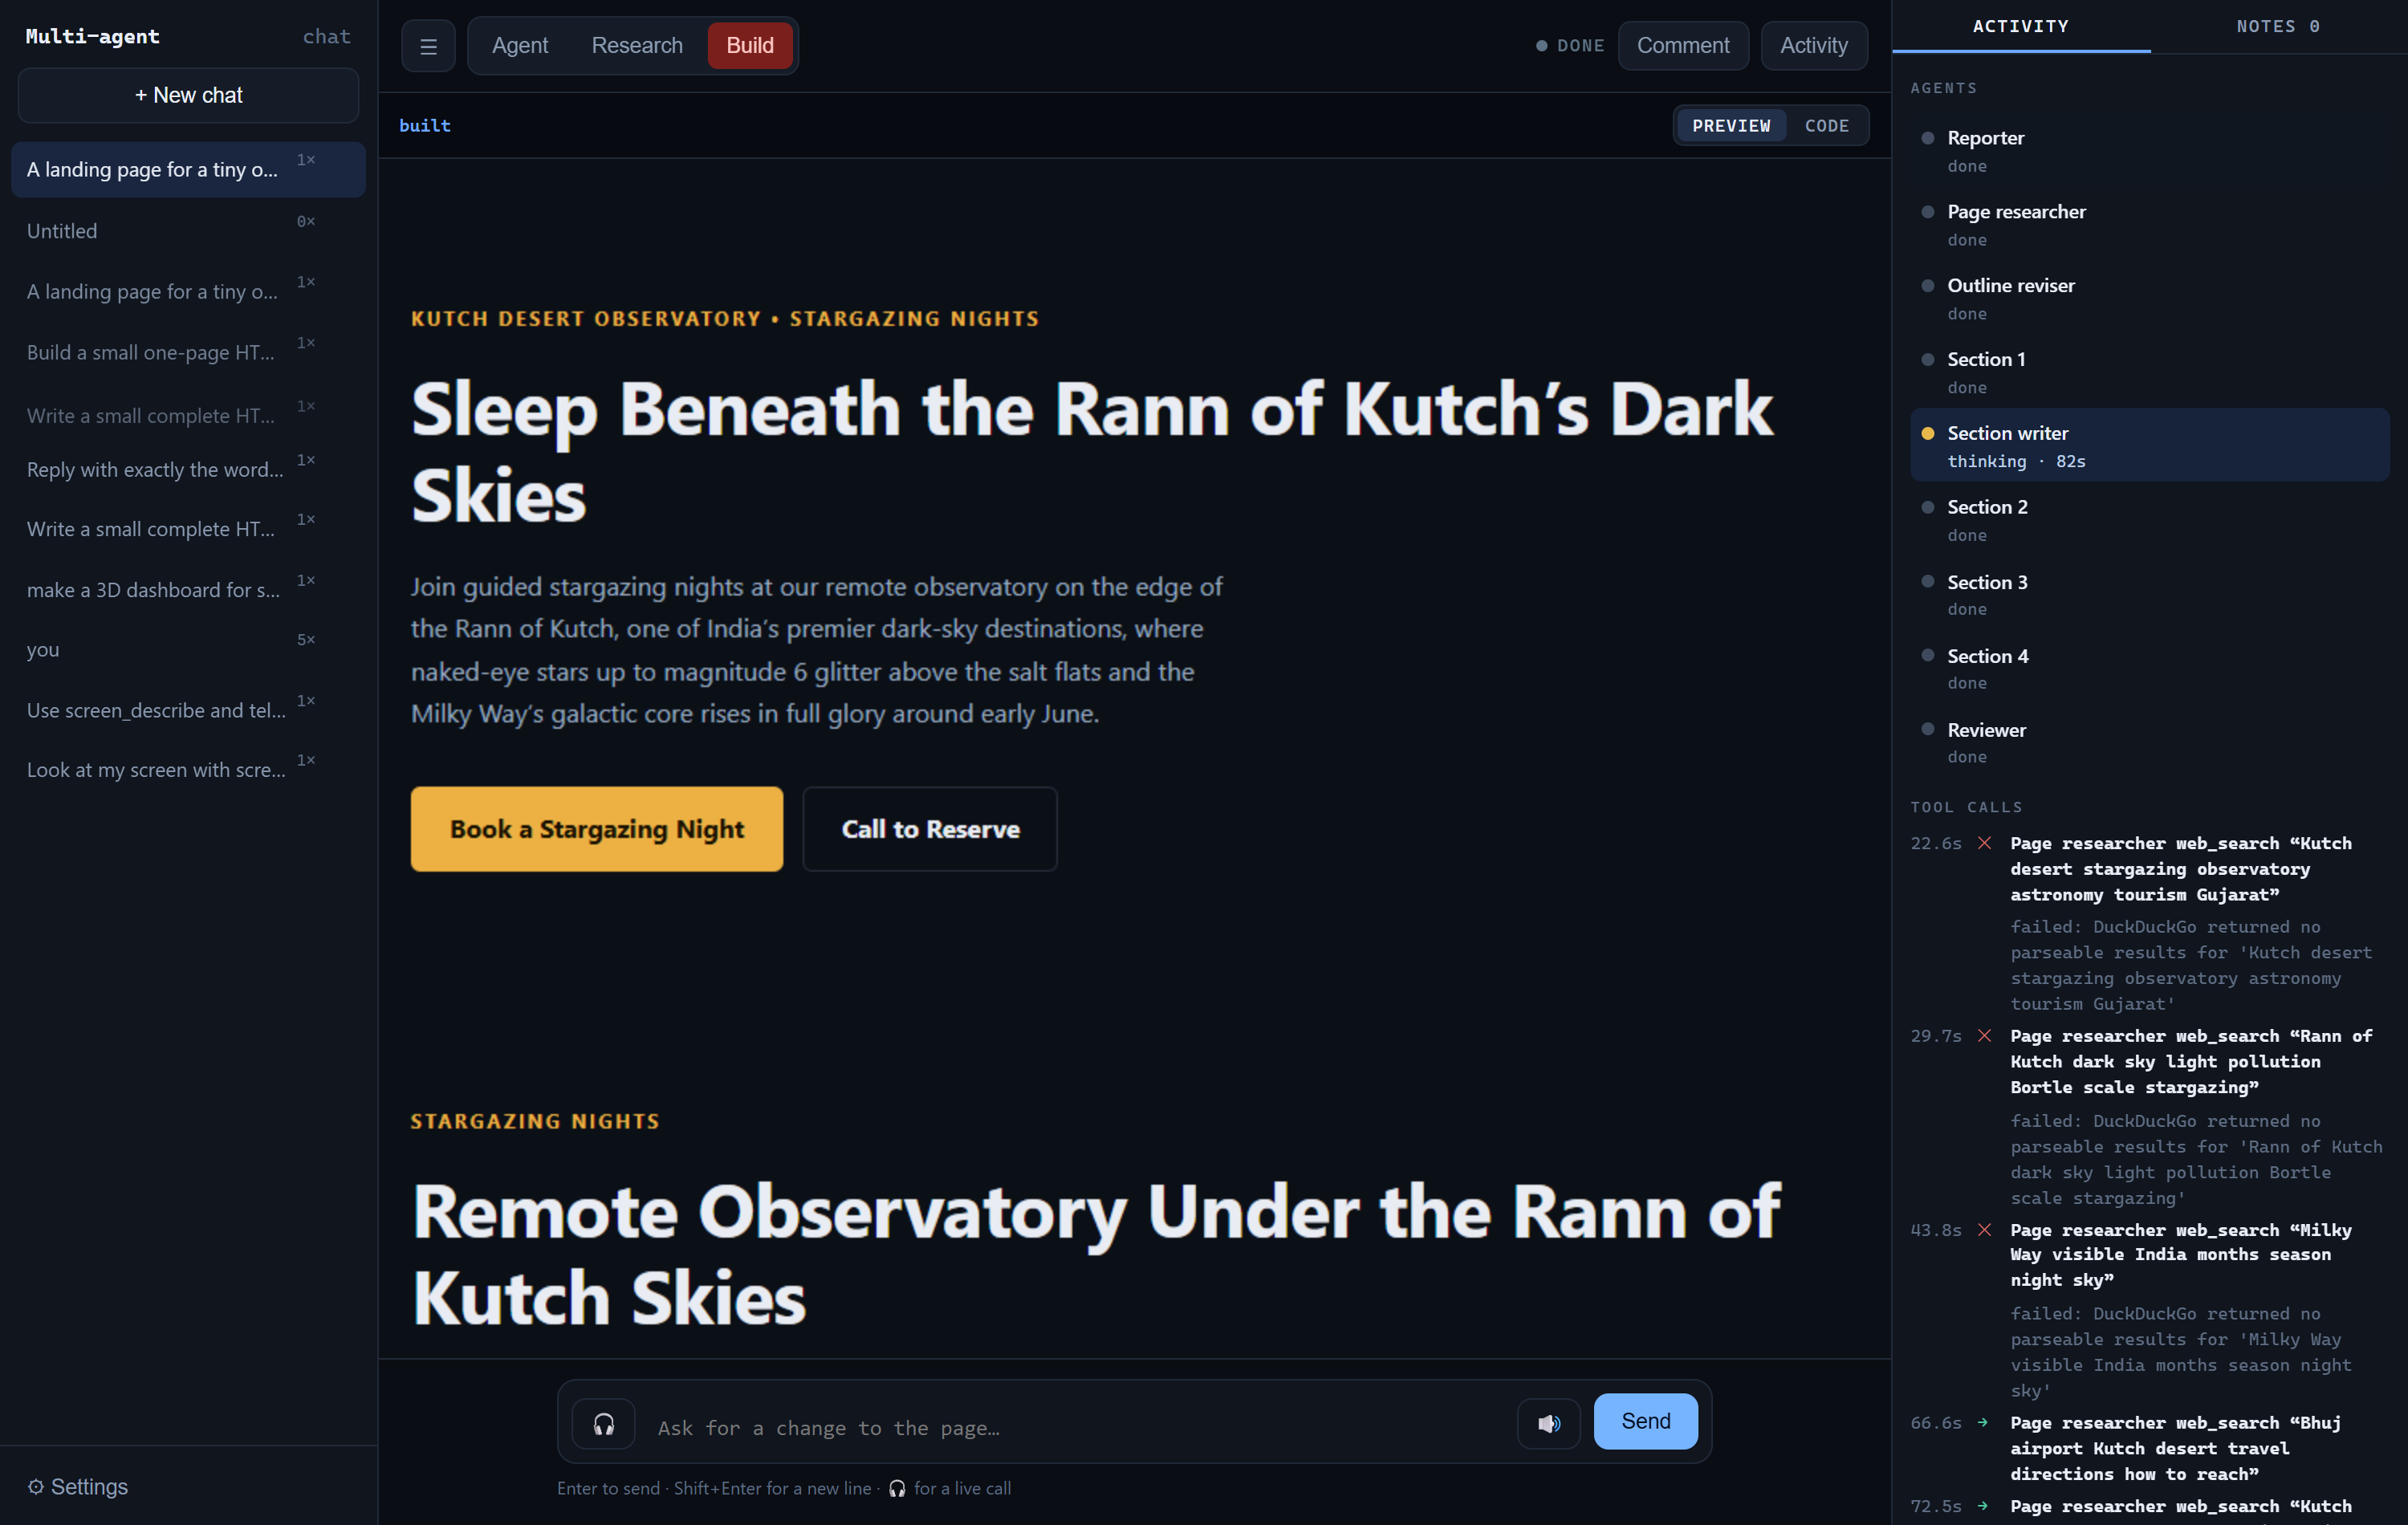 Multi-agent
chat
+ New chat
A landing page for a tiny o... 1×
Untitled 0×
A landing page for a tiny o... 1×
Build a small one-page HT... 1×
Write a small complete HT... 1×
Reply with exactly the word... 1×
Write a small complete HT... 1×
make a 3D dashboard for s... 1×
you 5×
Use screen_describe and tel... 1×
Look at my screen with scre... 1×
⚙ Settings
☰
Agent Research Build
DONE
Comment
Activity
built
PREVIEW CODE
KUTCH DESERT OBSERVATORY • STARGAZING NIGHTS
Sleep Beneath the Rann of Kutch’s Dark
Skies
Join guided stargazing nights at our remote observatory on the edge of
the Rann of Kutch, one of India’s premier dark-sky destinations, where
naked-eye stars up to magnitude 6 glitter above the salt flats and the
Milky Way’s galactic core rises in full glory around early June.
Book a Stargazing Night
Call to Reserve
STARGAZING NIGHTS
Remote Observatory Under the Rann of
Kutch Skies
Ask for a change to the page…
Send
Enter to send · Shift+Enter for a new line · 🎧 for a live call
ACTIVITY
NOTES 0
AGENTS
Reporter
done
Page researcher
done
Outline reviser
done
Section 1
done
Section writer
thinking · 82s
Section 2
done
Section 3
done
Section 4
done
Reviewer
done
TOOL CALLS
22.6s ✕ Page researcher web_search “Kutch
desert stargazing observatory
astronomy tourism Gujarat”
failed: DuckDuckGo returned no
parseable results for 'Kutch desert
stargazing observatory astronomy
tourism Gujarat'
29.7s ✕ Page researcher web_search “Rann of
Kutch dark sky light pollution
Bortle scale stargazing”
failed: DuckDuckGo returned no
parseable results for 'Rann of Kutch
dark sky light pollution Bortle
scale stargazing'
43.8s ✕ Page researcher web_search “Milky
Way visible India months season
night sky”
failed: DuckDuckGo returned no
parseable results for 'Milky Way
visible India months season night
sky'
66.6s → Page researcher web_search “Bhuj
airport Kutch desert travel
directions how to reach”
72.5s → Page researcher web_search “Kutch